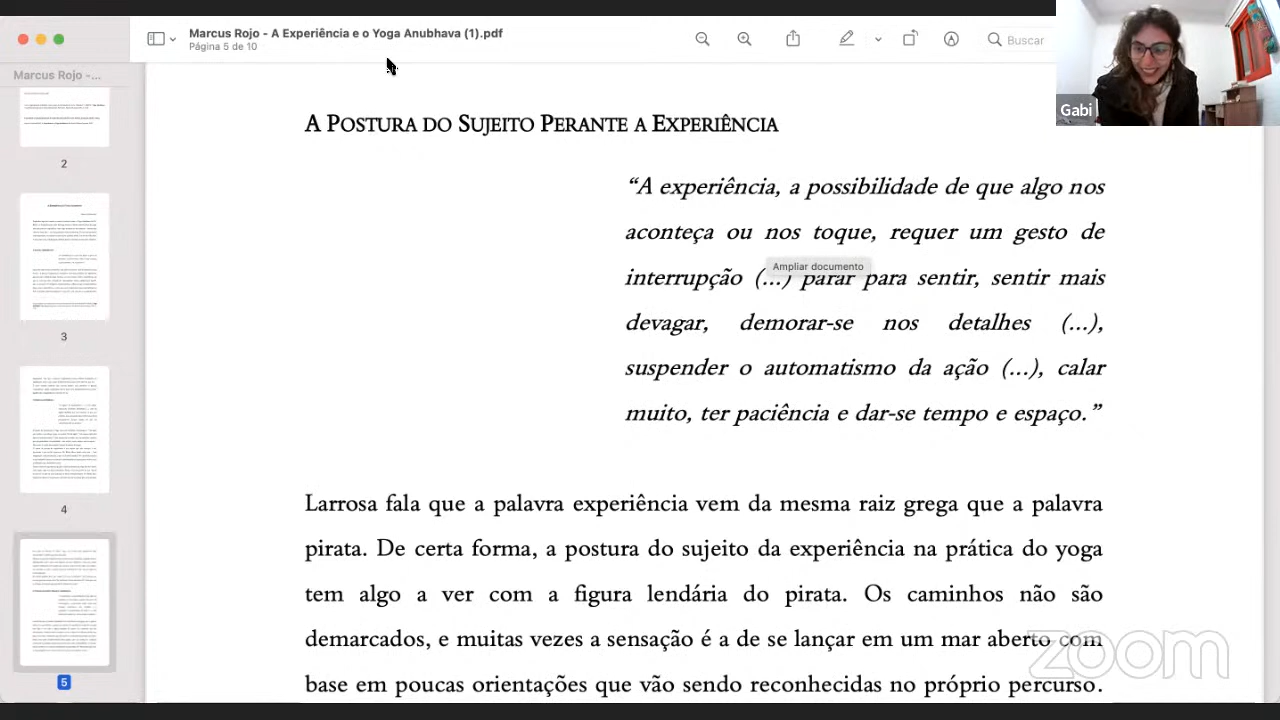 Marcus Rojo - A Experiência e o Yoga Anubhava (1).pdf
Página 5 de 10
Buscar
Gabi
Marcus Rojo -...
2
3
4
5
A POSTURA DO SUJEITO PERANTE A EXPERIÊNCIA
“A experiência, a possibilidade de que algo nos
aconteça ou nos toque, requer um gesto de
Ampliar documento
interrupção (...) parar para sentir, sentir mais
devagar, demorar-se nos detalhes (...),
suspender o automatismo da ação (...), calar
muito, ter paciência e dar-se tempo e espaço.”
Larrosa fala que a palavra experiência vem da mesma raiz grega que a palavra
pirata. De certa forma, a postura do sujeito da experiência na prática do yoga
tem algo a ver com a figura lendária do pirata. Os caminhos não são
demarcados, e muitas vezes a sensação é a de se lançar em um mar aberto com
base em poucas orientações que vão sendo reconhecidas no próprio percurso.
zoom